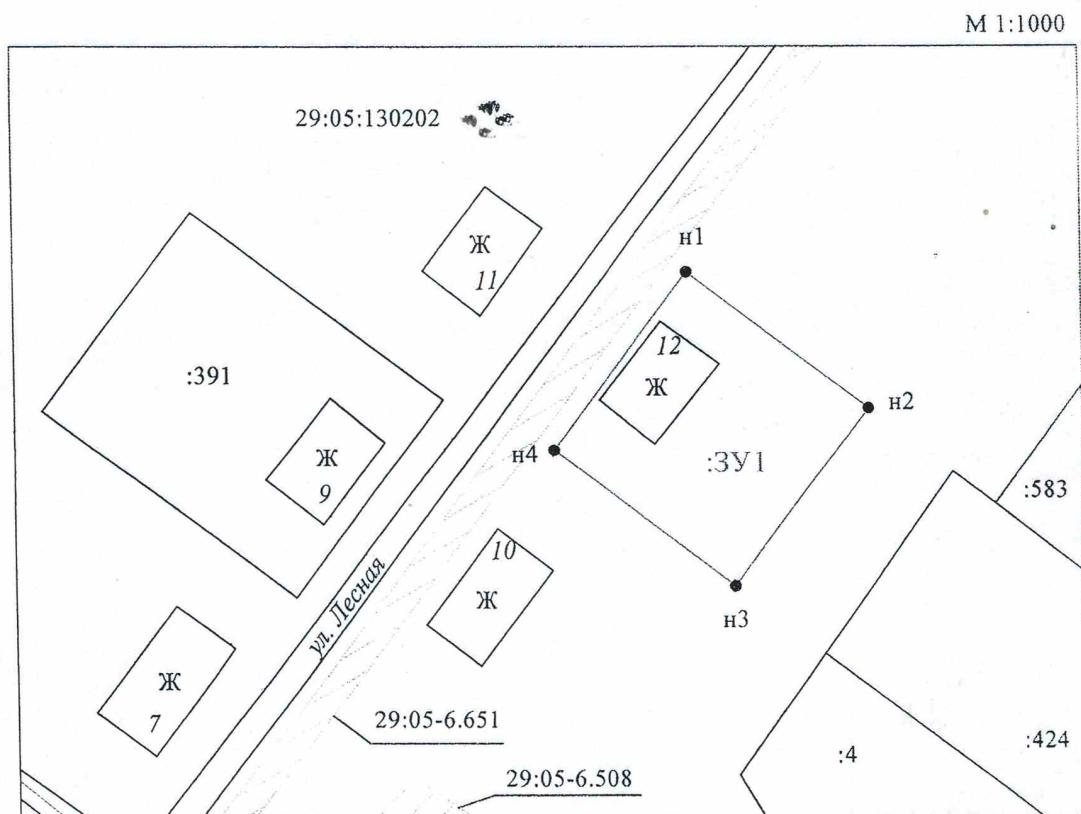 М 1:1000
29:05:130202
н1
Ж
11
12
Ж
:391
н2
н4
Ж
9
:ЗУ1
:583
10
Ж
ул. Лесная
н3
Ж
7
29:05-6.651
:4
:424
29:05-6.508